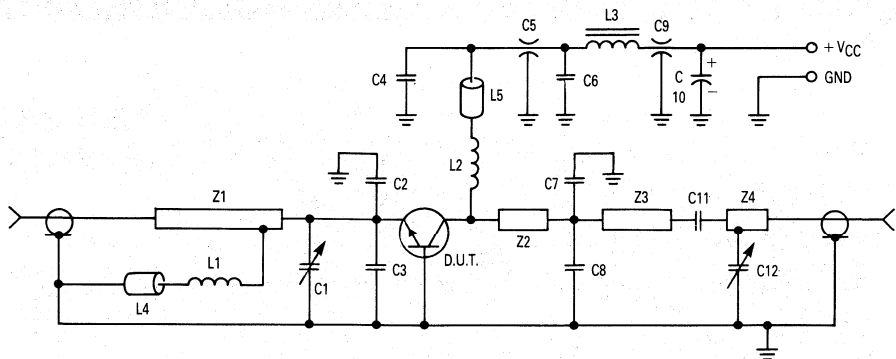 C5
L3
C9
+ VCC
C4
C6
C
10
+
−
GND
L5
L2
C2
C7
Z1
Z3
C11
Z4
Z2
D.U.T.
L1
C1
C3
C8
C12
L4